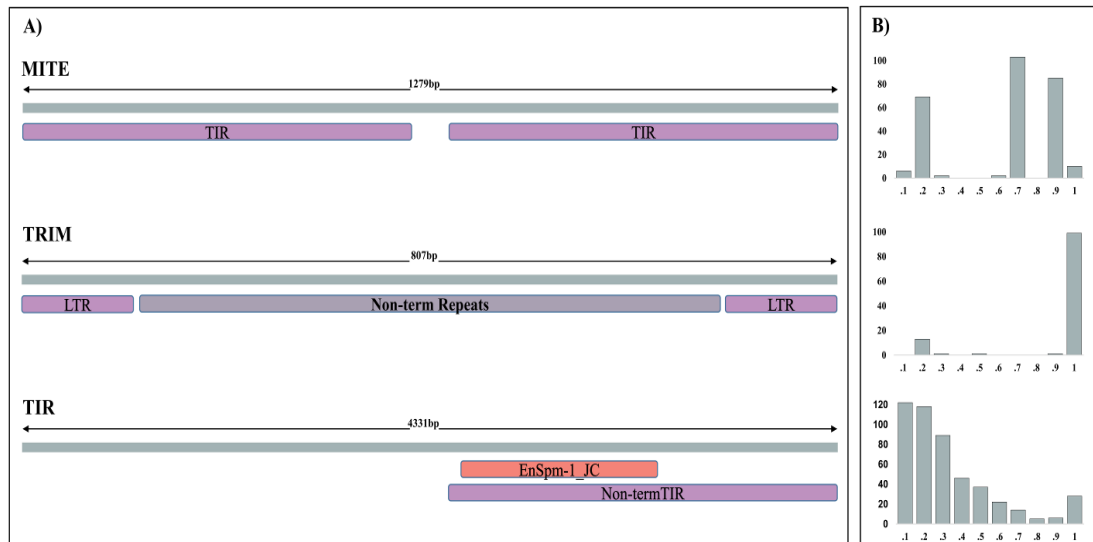 A)
MITE
1279bp
TIR TIR
TRIM
807bp
LTR Non-term Repeats LTR
TIR
4331bp
EnSpm-1_JC
Non-termTIR
B)
100
80
60
40
20
0
.1 .2 .3 .4 .5 .6 .7 .8 .9 1
100
80
60
40
20
0
.1 .2 .3 .4 .5 .6 .7 .8 .9 1
120
100
80
60
40
20
0
.1 .2 .3 .4 .5 .6 .7 .8 .9 1